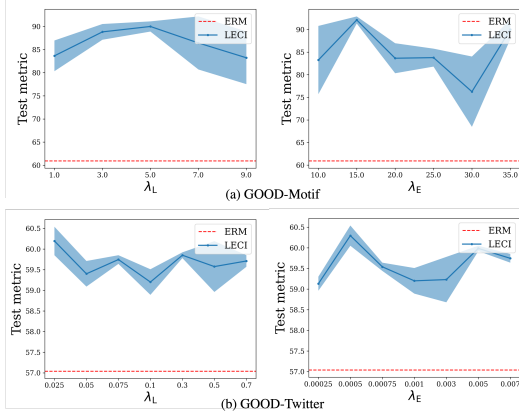 ERM
LECI
Test metric
90
85
80
75
70
65
60
1.0 3.0 5.0 7.0 9.0
λL
ERM
LECI
Test metric
90
85
80
75
70
65
60
10.0 15.0 20.0 25.0 30.0 35.0
λE
(a) GOOD-Motif
ERM
LECI
Test metric
60.5
60.0
59.5
59.0
58.5
58.0
57.5
57.0
0.025 0.05 0.075 0.1 0.3 0.5 0.7
λL
ERM
LECI
Test metric
60.5
60.0
59.5
59.0
58.5
58.0
57.5
57.0
0.00025 0.0005 0.00075 0.001 0.003 0.005 0.007
λE
(b) GOOD-Twitter